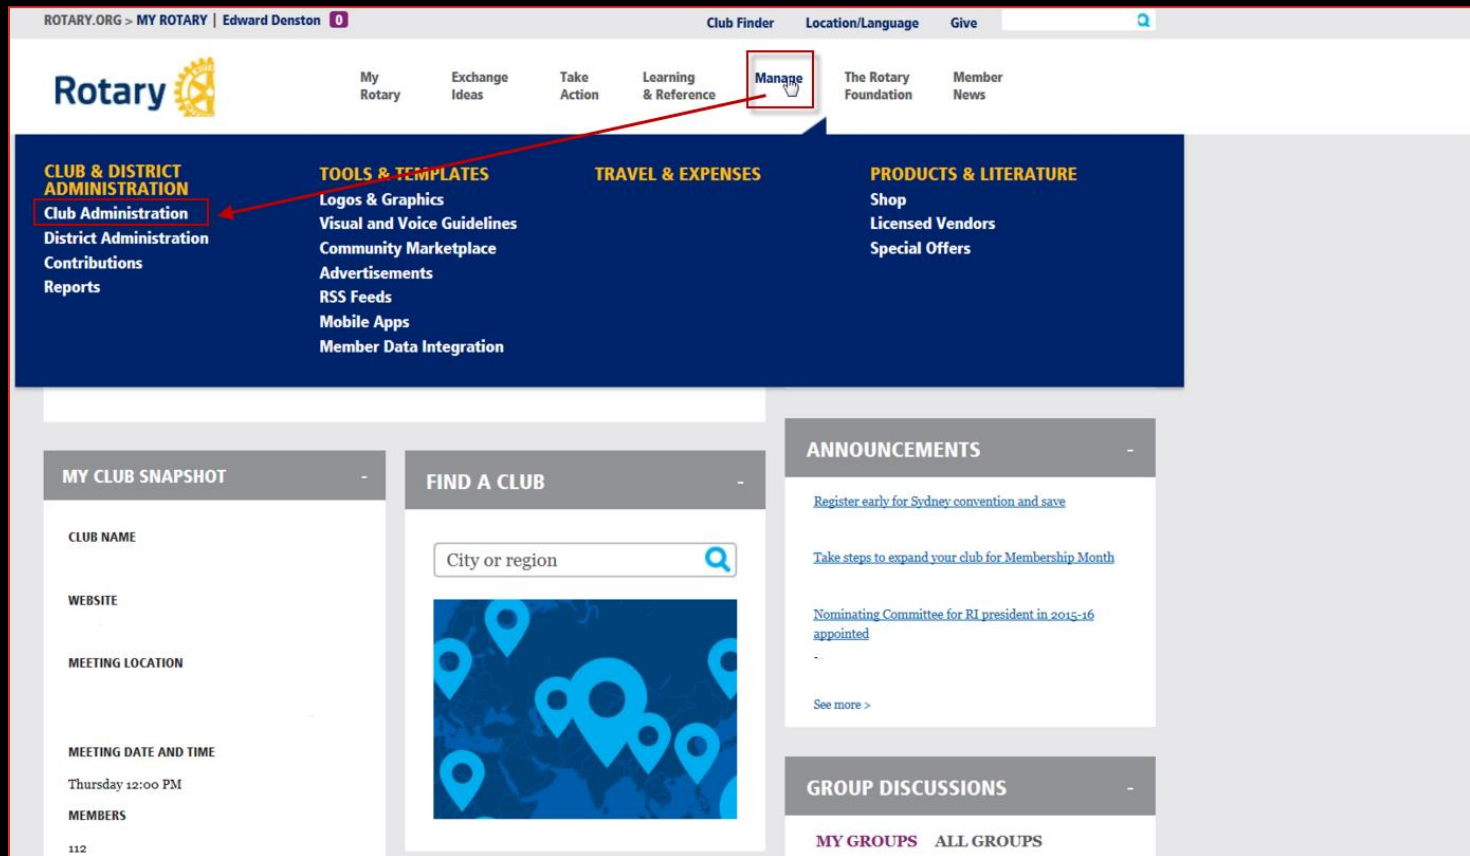 ROTARY.ORG > MY ROTARY | Edward Denston 0
Club Finder
Location/Language
Give
Rotary
My
Rotary
Exchange
Ideas
Take
Action
Learning
& Reference
Manage
The Rotary
Foundation
Member
News
CLUB & DISTRICT
ADMINISTRATION
Club Administration
District Administration
Contributions
Reports
TOOLS & TEMPLATES
Logos & Graphics
Visual and Voice Guidelines
Community Marketplace
Advertisements
RSS Feeds
Mobile Apps
Member Data Integration
TRAVEL & EXPENSES
PRODUCTS & LITERATURE
Shop
Licensed Vendors
Special Offers
MY CLUB SNAPSHOT -
CLUB NAME
WEBSITE
MEETING LOCATION
MEETING DATE AND TIME
Thursday 12:00 PM
MEMBERS
112
FIND A CLUB -
City or region
ANNOUNCEMENTS -
Register early for Sydney convention and save
Take steps to expand your club for Membership Month
Nominating Committee for RI president in 2015-16
appointed
See more >
GROUP DISCUSSIONS -
MY GROUPS ALL GROUPS